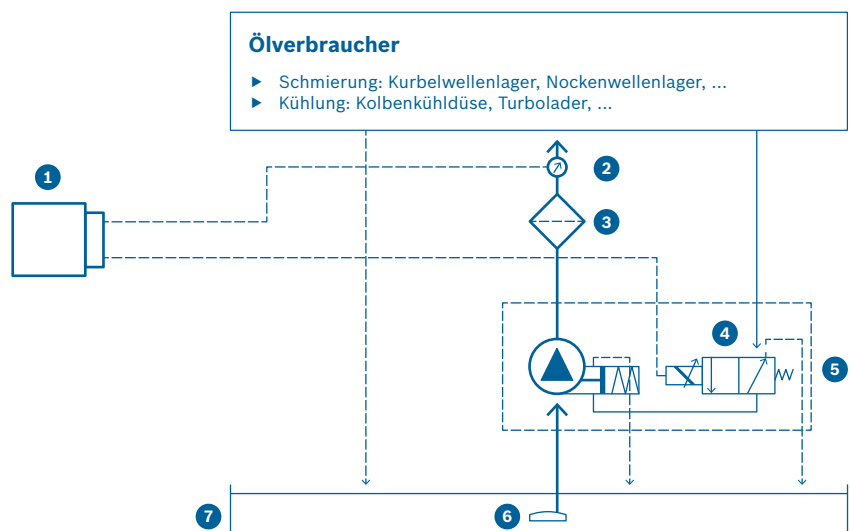 Ölverbraucher
▶ Schmierung: Kurbelwellenlager, Nockenwellenlager, ...
▶ Kühlung: Kolbenkühldüse, Turbolader, ...
1
2
3
4
5
7
6